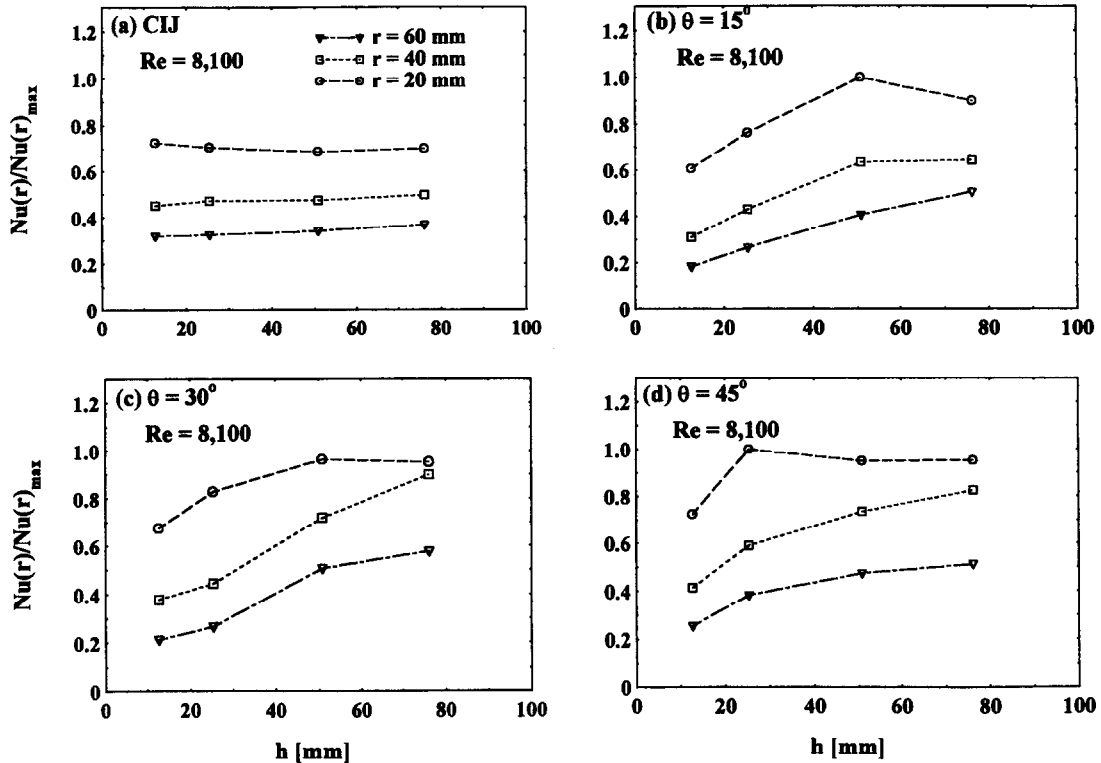 (a) CIJ
Re = 8,100
r = 60 mm
r = 40 mm
r = 20 mm
Nu(r)/Nu(r)max
1.2
1.0
0.8
0.6
0.4
0.2
0
0 20 40 60 80 100
(b) θ = 15°
Re = 8,100
1.2
1.0
0.8
0.6
0.4
0.2
0
0 20 40 60 80 100
(c) θ = 30°
Re = 8,100
Nu(r)/Nu(r)max
1.2
1.0
0.8
0.6
0.4
0.2
0
0 20 40 60 80 100
h [mm]
(d) θ = 45°
Re = 8,100
1.2
1.0
0.8
0.6
0.4
0.2
0
0 20 40 60 80 100
h [mm]